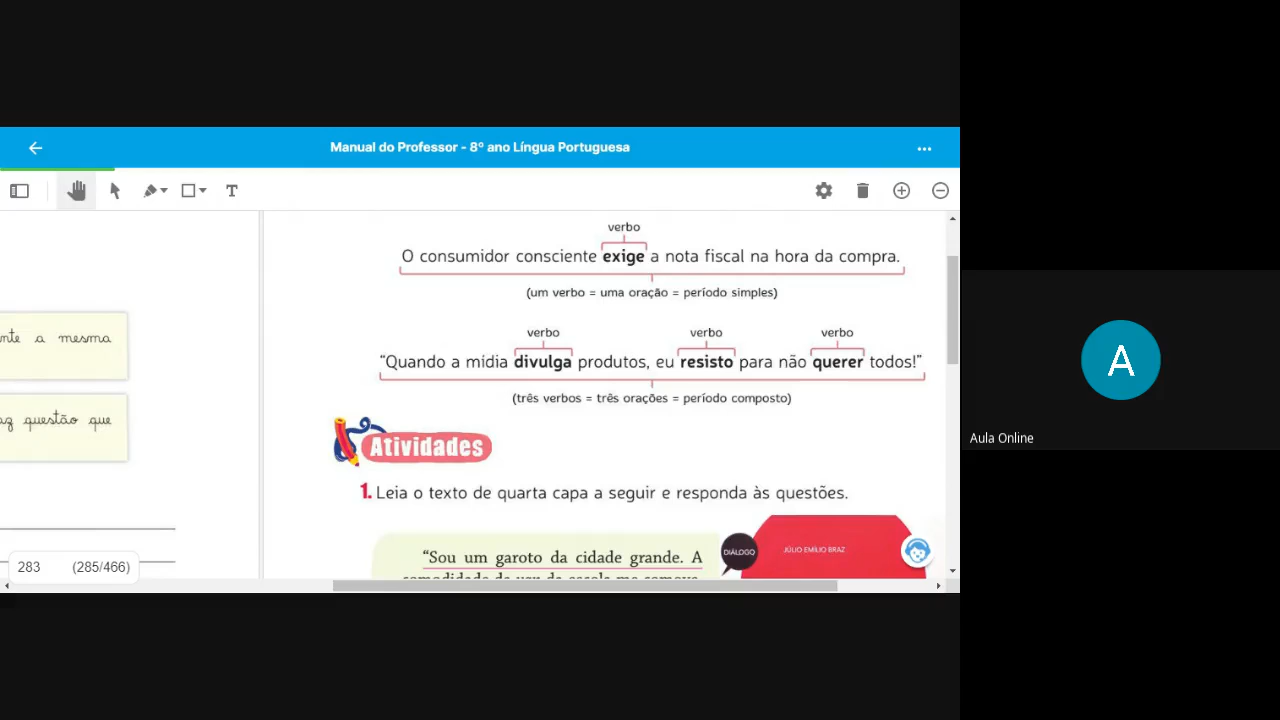 Manual do Professor - 8º ano Língua Portuguesa
T
verbo
O consumidor consciente exige a nota fiscal na hora da compra.
(um verbo = uma oração = período simples)
verbo verbo verbo
"Quando a mídia divulga produtos, eu resisto para não querer todos!"
(três verbos = três orações = período composto)
nte a mesma
questão que
Atividades
1. Leia o texto de quarta capa a seguir e responda às questões.
"Sou um garoto da cidade grande. A
DIÁLOGO
JÚLIO EMÍLIO BRAZ
283 (285/466)
A
Aula Online